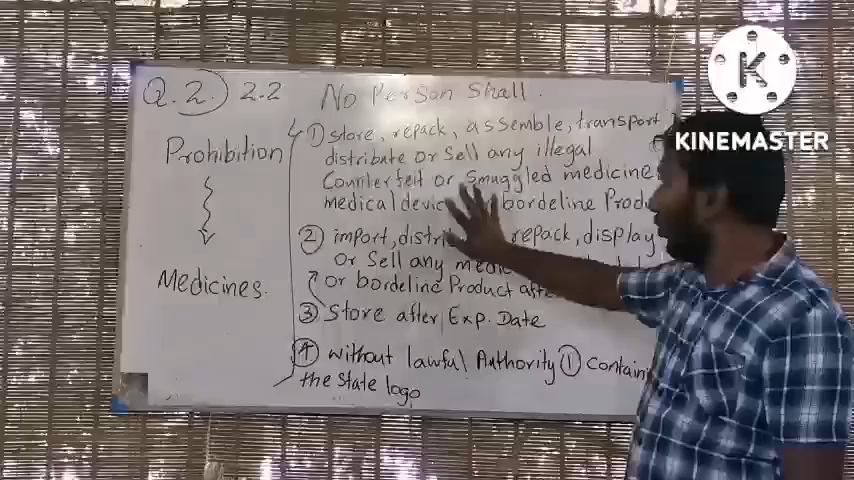 Q.2. 2.2 No Person Shall.
Prohibition
Medicines.
① store, repack, assemble, transport
distribute or sell any illegal
Counterfeit or Smuggled medicine
medical devic bordeline Produ
② import, distri repack, display
or Sell any medic
or bordeline Product afte
③ Store after Exp. Date
④ without lawful Authority ① Contain
the State logo
K
KINEMASTER